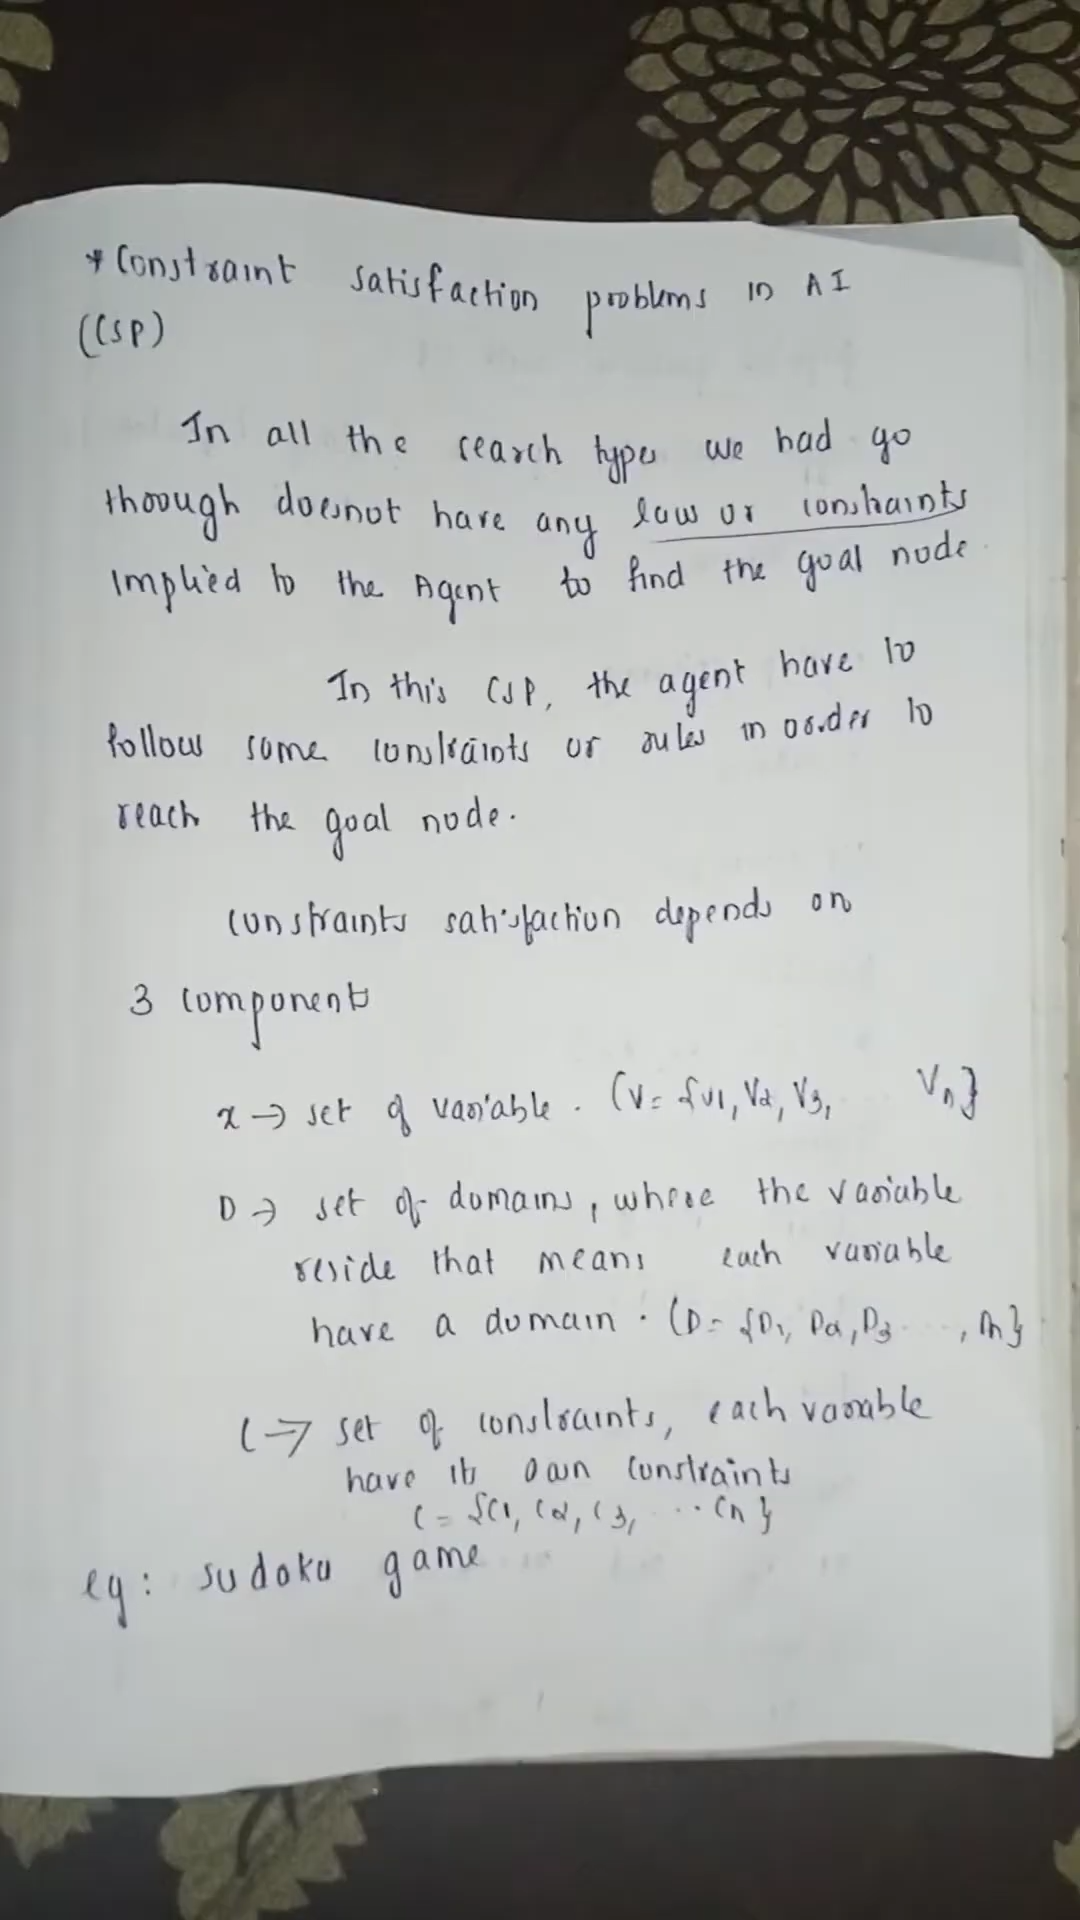 * Constraint satisfaction problems in AI
(CSP)
In all the search types we had go
through doesnot have any law or constraints
implied to the Agent to find the goal node
In this CSP, the agent have to
follow some constraints or rules in order to
reach the goal node.
constraints satisfaction depends on
3 components
x → set of variable. (V= {v1, V2, V3, Vn}
D → set of domains, where the variable
reside that means each variable
have a domain. (D= {D1, D2, D3 ...., Dn}
C → set of constraints, each variable
have its own constraints
C = {C1, C2, C3, ... Cn}
eg: sudoku game